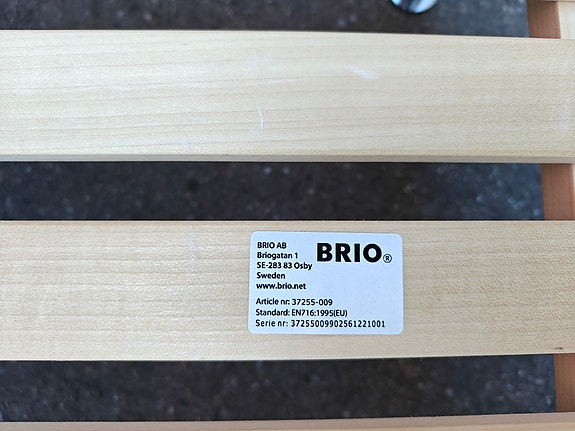 BRIO AB
Briogatan 1
SE-283 83 Osby
Sweden
www.brio.net
BRIO®
Article nr: 37255-009
Standard: EN716:1995(EU)
Serie nr: 37255009902561221001